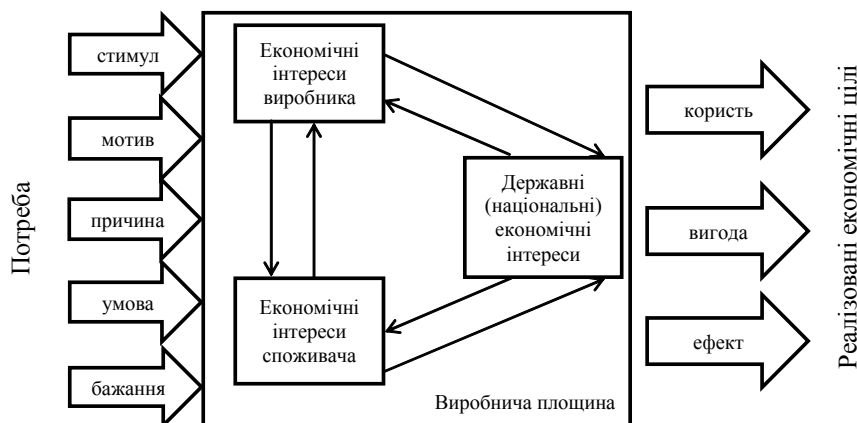 Потреба
стимул
мотив
причина
умова
бажання
Економічні
інтереси
виробника
Державні
(національні)
економічні
інтереси
Економічні
інтереси
споживача
Виробнича площина
користь
вигода
ефект
Реалізовані економічні цілі